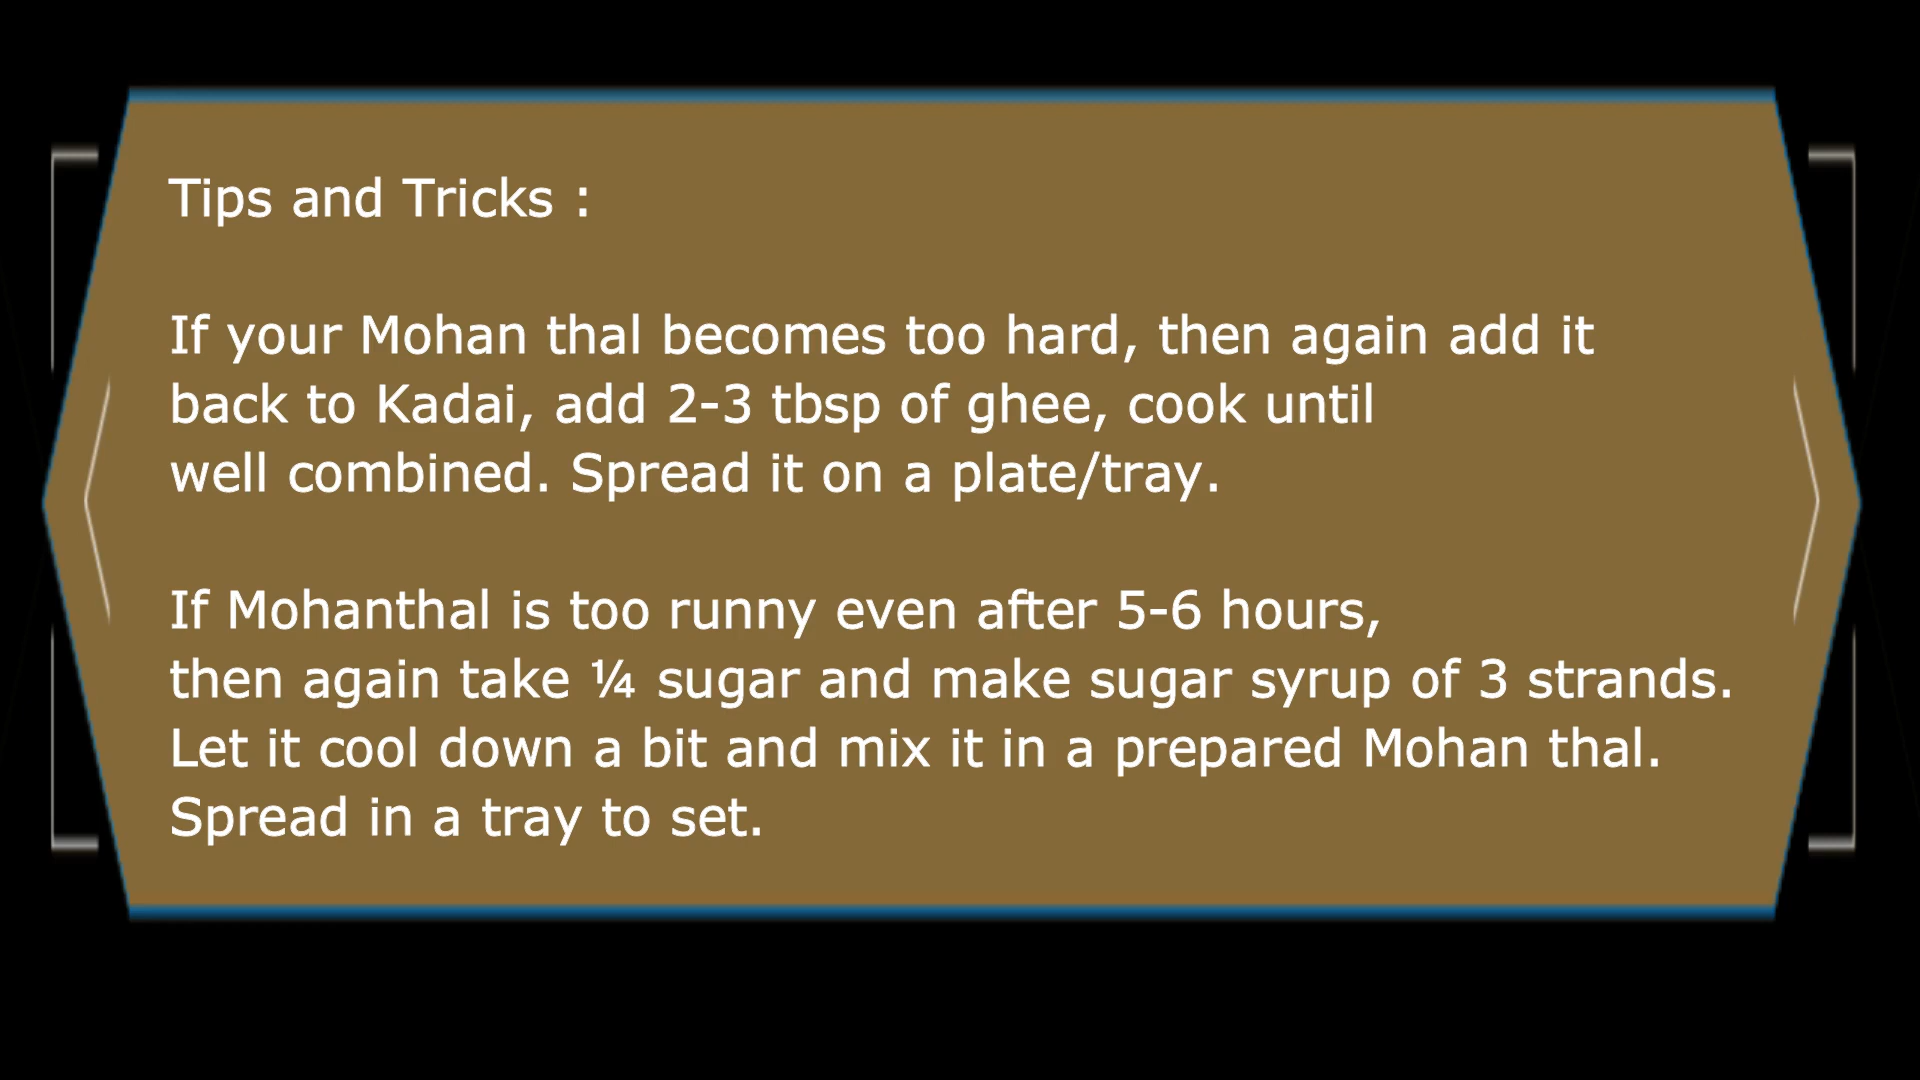 Tips and Tricks :
If your Mohan thal becomes too hard, then again add it
back to Kadai, add 2-3 tbsp of ghee, cook until
well combined. Spread it on a plate/tray.
If Mohanthal is too runny even after 5-6 hours,
then again take ¼ sugar and make sugar syrup of 3 strands.
Let it cool down a bit and mix it in a prepared Mohan thal.
Spread in a tray to set.